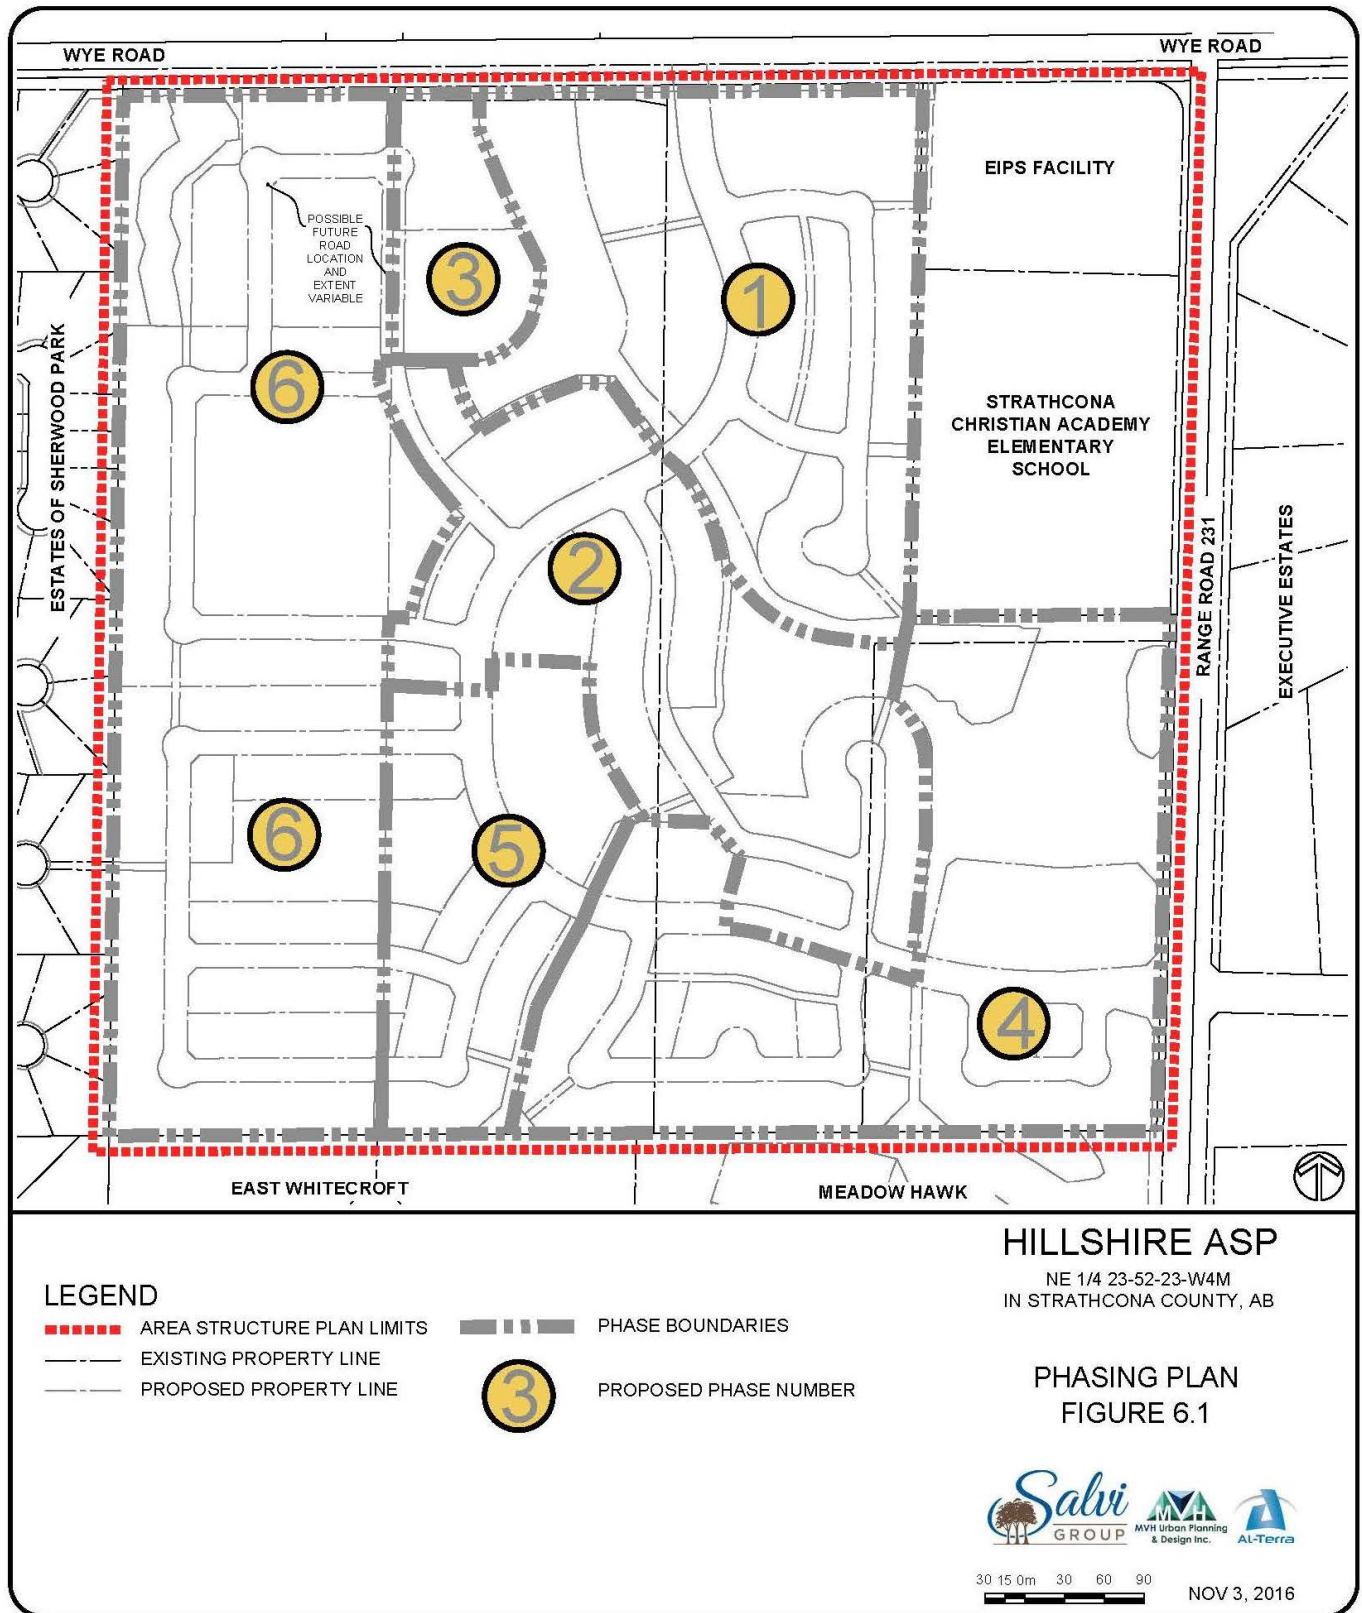 WYE ROAD
WYE ROAD
EIPS FACILITY
POSSIBLE
FUTURE
ROAD
LOCATION
AND
EXTENT
VARIABLE
3
1
6
ESTATES OF SHERWOOD PARK
STRATHCONA
CHRISTIAN ACADEMY
ELEMENTARY
SCHOOL
2
RANGE ROAD 231
EXECUTIVE ESTATES
6
5
4
EAST WHITECROFT
MEADOW HAWK
HILLSHIRE ASP
NE 1/4 23-52-23-W4M
IN STRATHCONA COUNTY, AB
LEGEND
AREA STRUCTURE PLAN LIMITS
PHASE BOUNDARIES
EXISTING PROPERTY LINE
PROPOSED PROPERTY LINE
3
PROPOSED PHASE NUMBER
PHASING PLAN
FIGURE 6.1
Salvi
GROUP
MVH
MVH Urban Planning
& Design Inc.
AL-Terra
30 15 0m 30 60 90
NOV 3, 2016